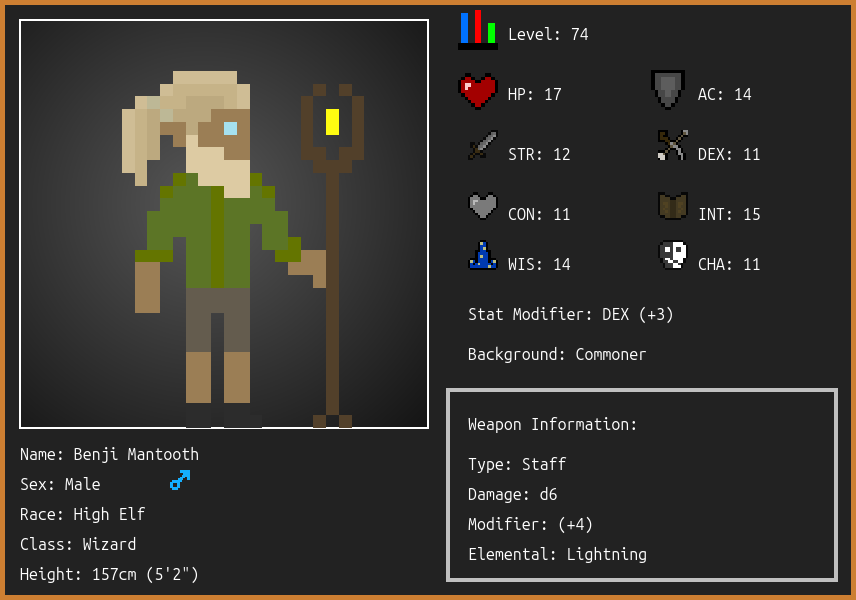 Level: 74
HP: 17
AC: 14
STR: 12
DEX: 11
CON: 11
INT: 15
WIS: 14
CHA: 11
Stat Modifier: DEX (+3)
Background: Commoner
Weapon Information:
Type: Staff
Damage: d6
Modifier: (+4)
Elemental: Lightning
Name: Benji Mantooth
Sex: Male
Race: High Elf
Class: Wizard
Height: 157cm (5'2")